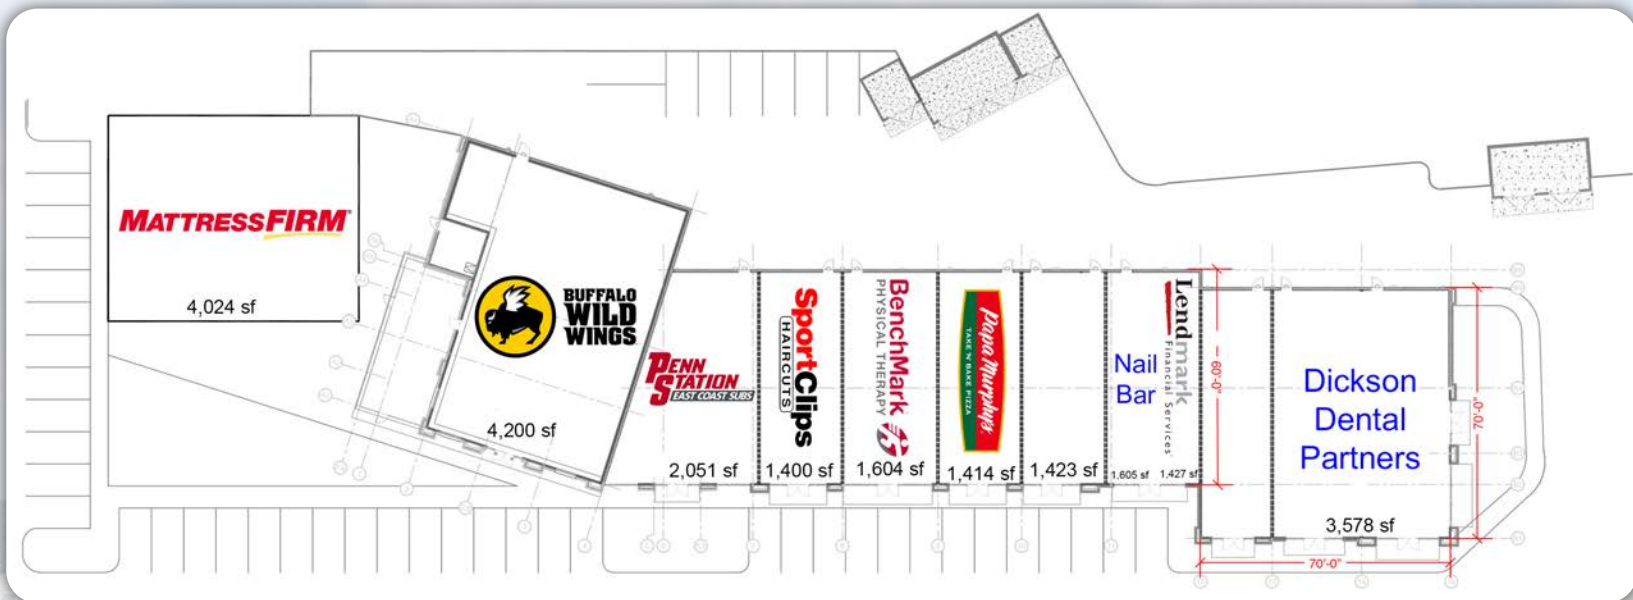 MATTRESSFIRM®
4,024 sf
BUFFALO
WILD
WINGS
4,200 sf
PENN
STATION
EAST COAST SUBS
2,051 sf
SportClips
HAIRCUTS
1,400 sf
BenchMark
PHYSICAL THERAPY
1,604 sf
Papa Murphy's
TAKE 'N' BAKE PIZZA
1,414 sf
1,423 sf
Nail
Bar
1,605 sf
Lendmark
Financial Services
1,427 sf
60'-0"
Dickson
Dental
Partners
3,578 sf
70'-0"
70'-0"